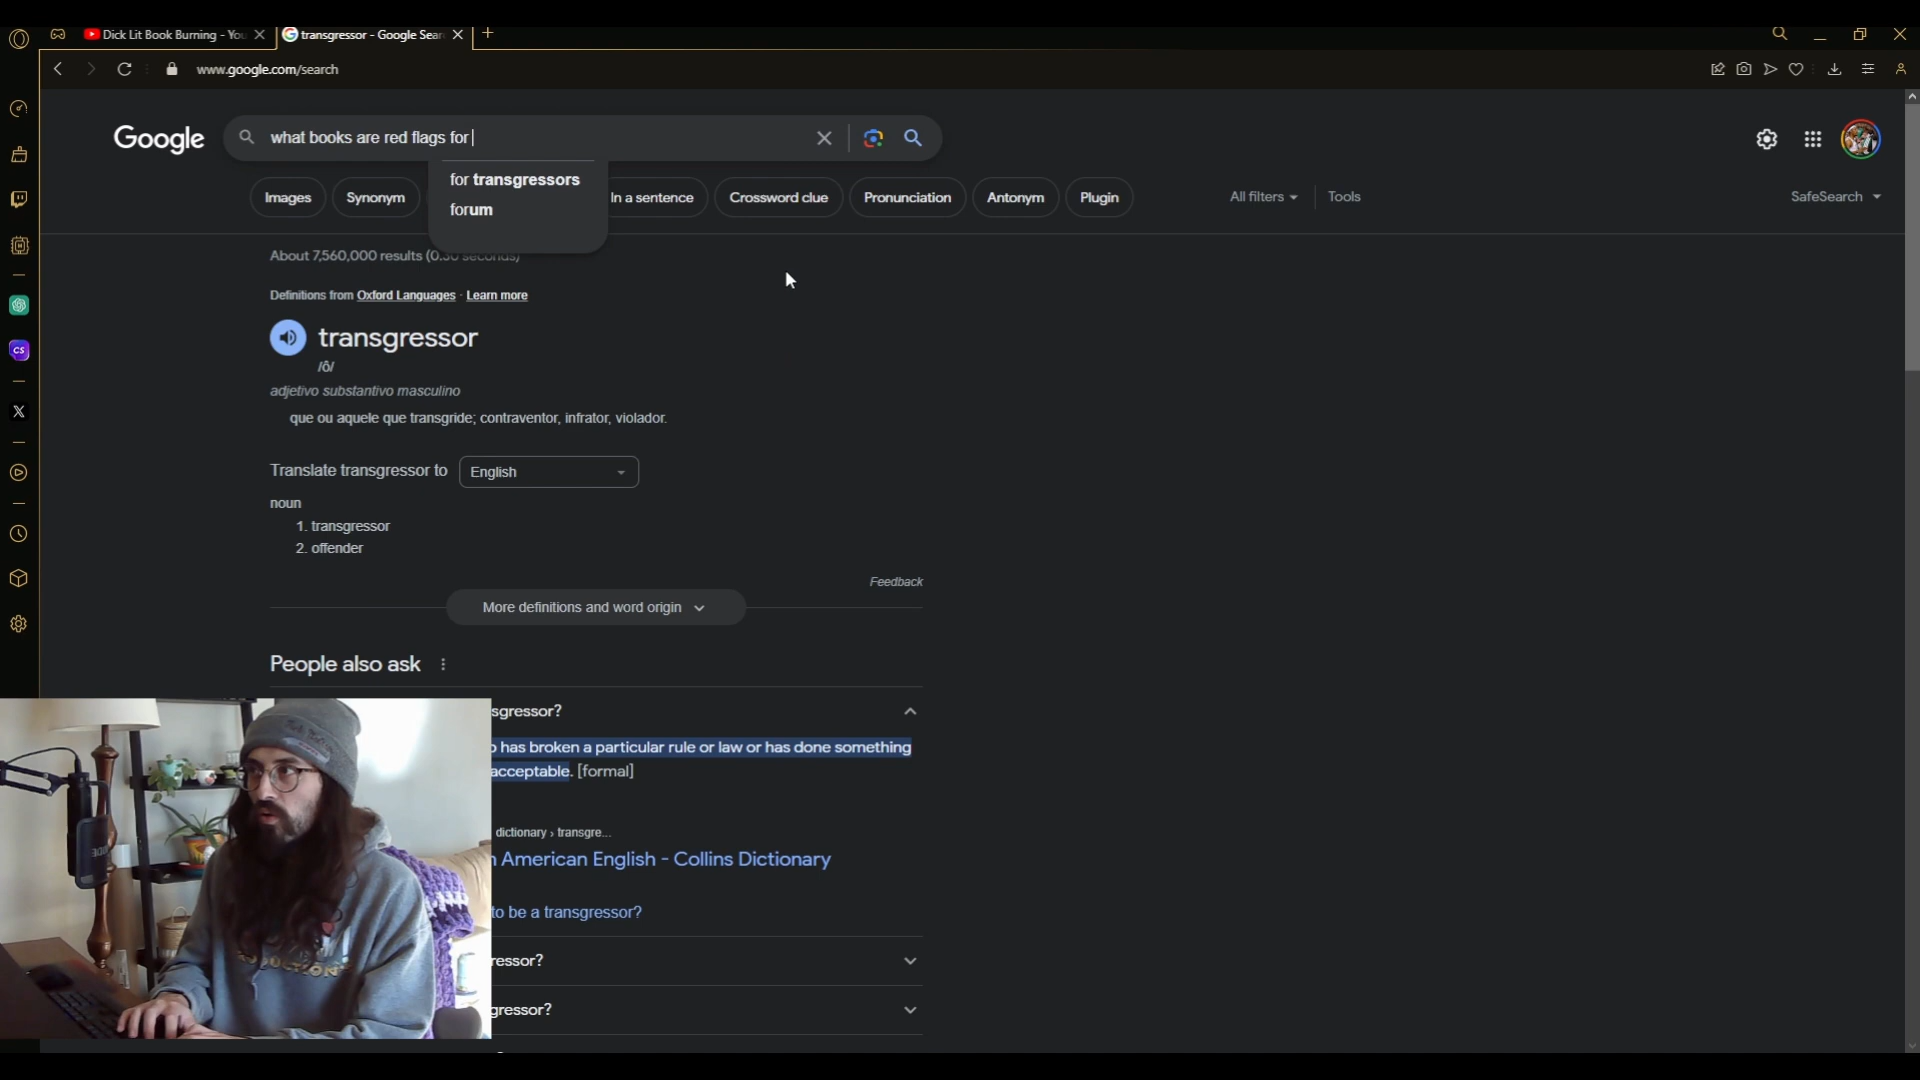 Dick Lit Book Burning - You
transgressor - Google Sear
www.google.com/search
Google
what books are red flags for
for transgressors
forum
Images
Synonym
In a sentence
Crossword clue
Pronunciation
Antonym
Plugin
All filters
Tools
SafeSearch
About 7,560,000 results (0.30 seconds)
Definitions from Oxford Languages · Learn more
transgressor
/ô/
adjetivo substantivo masculino
que ou aquele que transgride; contraventor, infrator, violador.
Translate transgressor to
English
noun
1. transgressor
2. offender
Feedback
More definitions and word origin
People also ask
sgressor?
has broken a particular rule or law or has done something
acceptable. [formal]
dictionary › transgre...
American English - Collins Dictionary
to be a transgressor?
ressor?
gressor?
CS
X